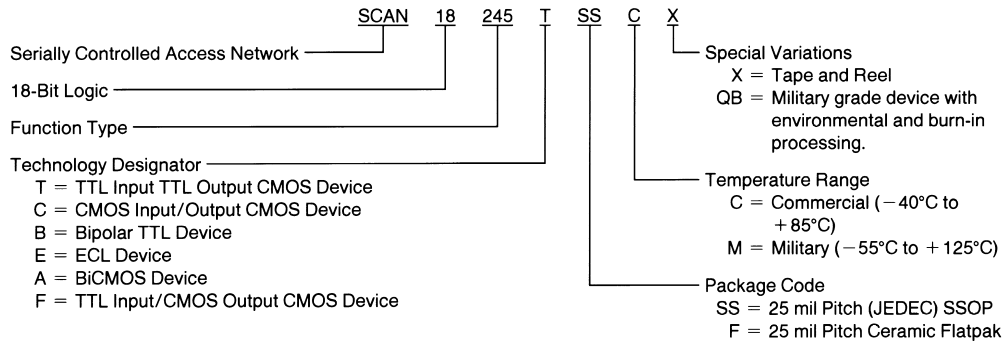 SCAN 18 245 T SS C X
Serially Controlled Access Network
18-Bit Logic
Function Type
Technology Designator
T = TTL Input TTL Output CMOS Device
C = CMOS Input/Output CMOS Device
B = Bipolar TTL Device
E = ECL Device
A = BiCMOS Device
F = TTL Input/CMOS Output CMOS Device
Special Variations
X = Tape and Reel
QB = Military grade device with
environmental and burn-in
processing.
Temperature Range
C = Commercial (−40°C to
+85°C)
M = Military (−55°C to +125°C)
Package Code
SS = 25 mil Pitch (JEDEC) SSOP
F = 25 mil Pitch Ceramic Flatpak